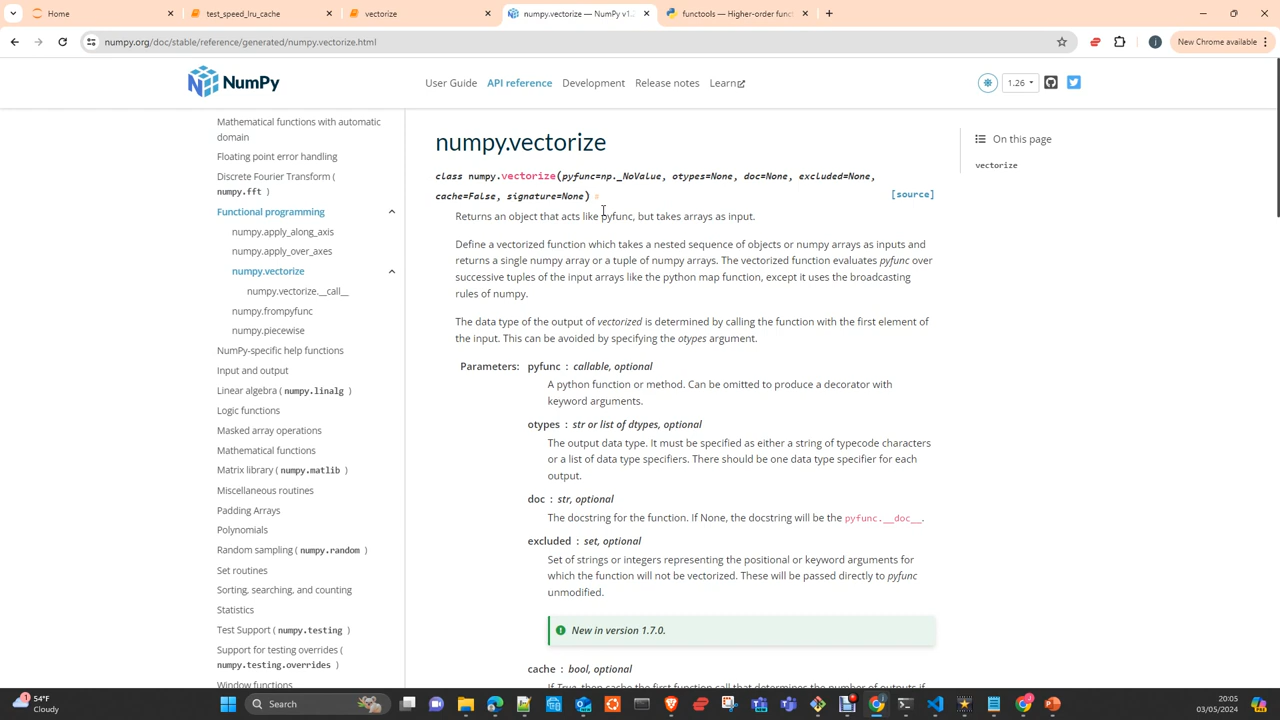 Home
test_speed_lru_cache
vectorize
numpy.vectorize — NumPy v1.2
functools — Higher-order funct
numpy.org/doc/stable/reference/generated/numpy.vectorize.html
New Chrome available
NumPy
User Guide
API reference
Development
Release notes
Learn
1.26
Mathematical functions with automatic
domain
Floating point error handling
Discrete Fourier Transform (
numpy.fft )
Functional programming
numpy.apply_along_axis
numpy.apply_over_axes
numpy.vectorize
numpy.vectorize.__call__
numpy.frompyfunc
numpy.piecewise
NumPy-specific help functions
Input and output
Linear algebra ( numpy.linalg )
Logic functions
Masked array operations
Mathematical functions
Matrix library ( numpy.matlib )
Miscellaneous routines
Padding Arrays
Polynomials
Random sampling ( numpy.random )
Set routines
Sorting, searching, and counting
Statistics
Test Support ( numpy.testing )
Support for testing overrides (
numpy.testing.overrides )
Window functions
numpy.vectorize
class numpy.vectorize(pyfunc=np._NoValue, otypes=None, doc=None, excluded=None,
cache=False, signature=None)
[source]
Returns an object that acts like pyfunc, but takes arrays as input.
Define a vectorized function which takes a nested sequence of objects or numpy arrays as inputs and
returns a single numpy array or a tuple of numpy arrays. The vectorized function evaluates pyfunc over
successive tuples of the input arrays like the python map function, except it uses the broadcasting
rules of numpy.
The data type of the output of vectorized is determined by calling the function with the first element of
the input. This can be avoided by specifying the otypes argument.
Parameters: pyfunc : callable, optional
A python function or method. Can be omitted to produce a decorator with
keyword arguments.
otypes : str or list of dtypes, optional
The output data type. It must be specified as either a string of typecode characters
or a list of data type specifiers. There should be one data type specifier for each
output.
doc : str, optional
The docstring for the function. If None, the docstring will be the pyfunc.__doc__.
excluded : set, optional
Set of strings or integers representing the positional or keyword arguments for
which the function will not be vectorized. These will be passed directly to pyfunc
unmodified.
New in version 1.7.0.
cache : bool, optional
If True, then cache the first function call that determines the number of outputs if
On this page
vectorize
54°F
Cloudy
Search
20:05
03/05/2024